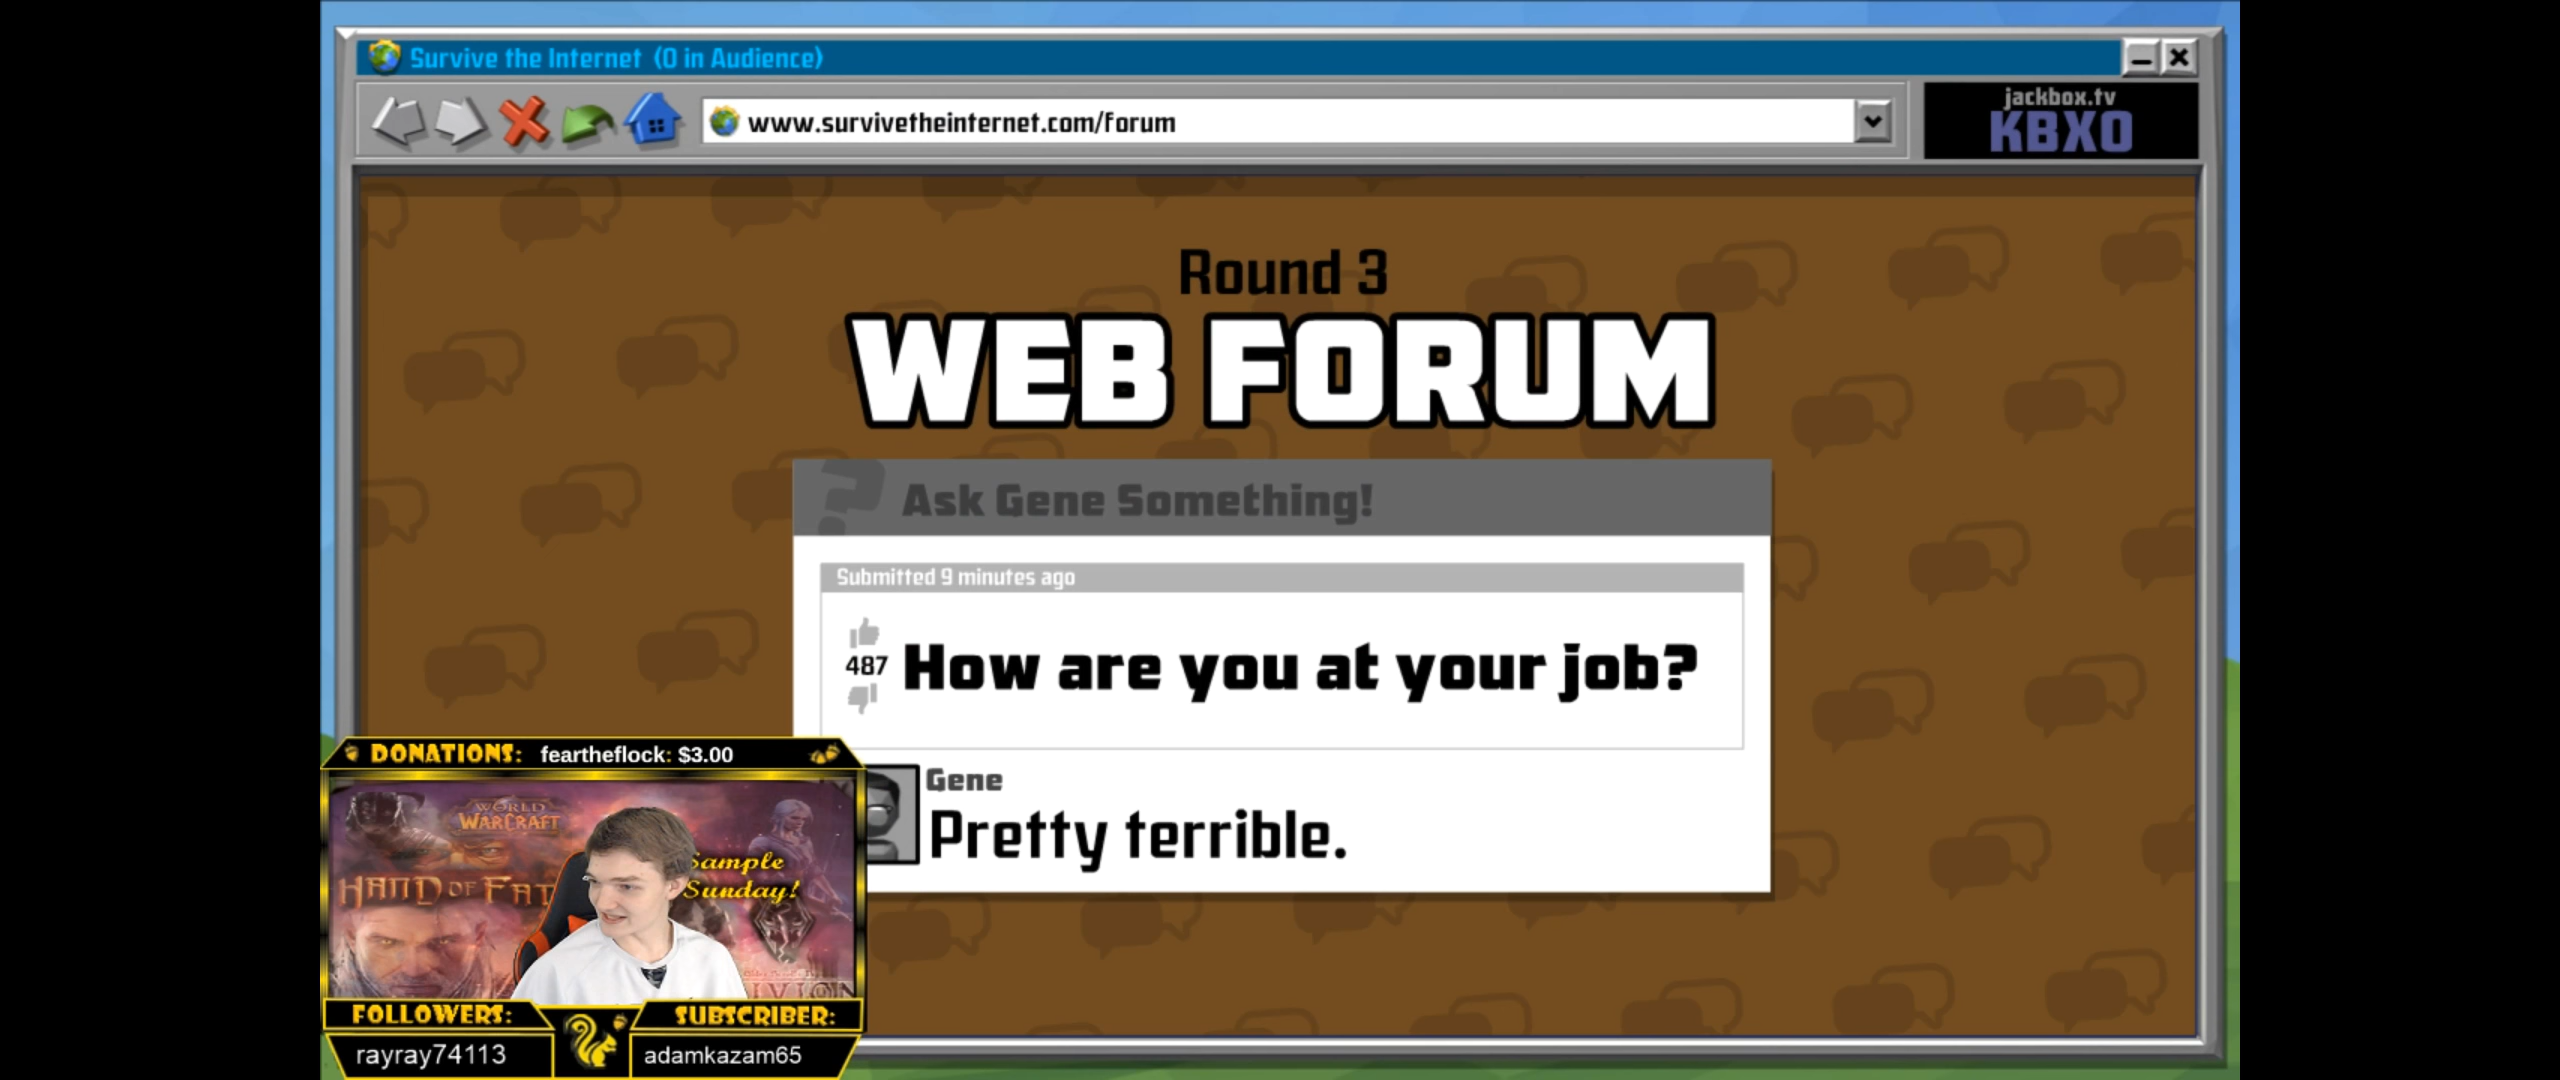 Survive the Internet (0 in Audience)
www.survivetheinternet.com/forum
jackbox.tv
KBXO
Round 3
WEB FORUM
? Ask Gene Something!
Submitted 9 minutes ago
487
How are you at your job?
Gene
Pretty terrible.
DONATIONS: feartheflock: $3.00
WORLD
WARCRAFT
HAND OF FAT
Sample
Sunday!
IVION
FOLLOWERS:
SUBSCRIBER:
rayray74113
adamkazam65